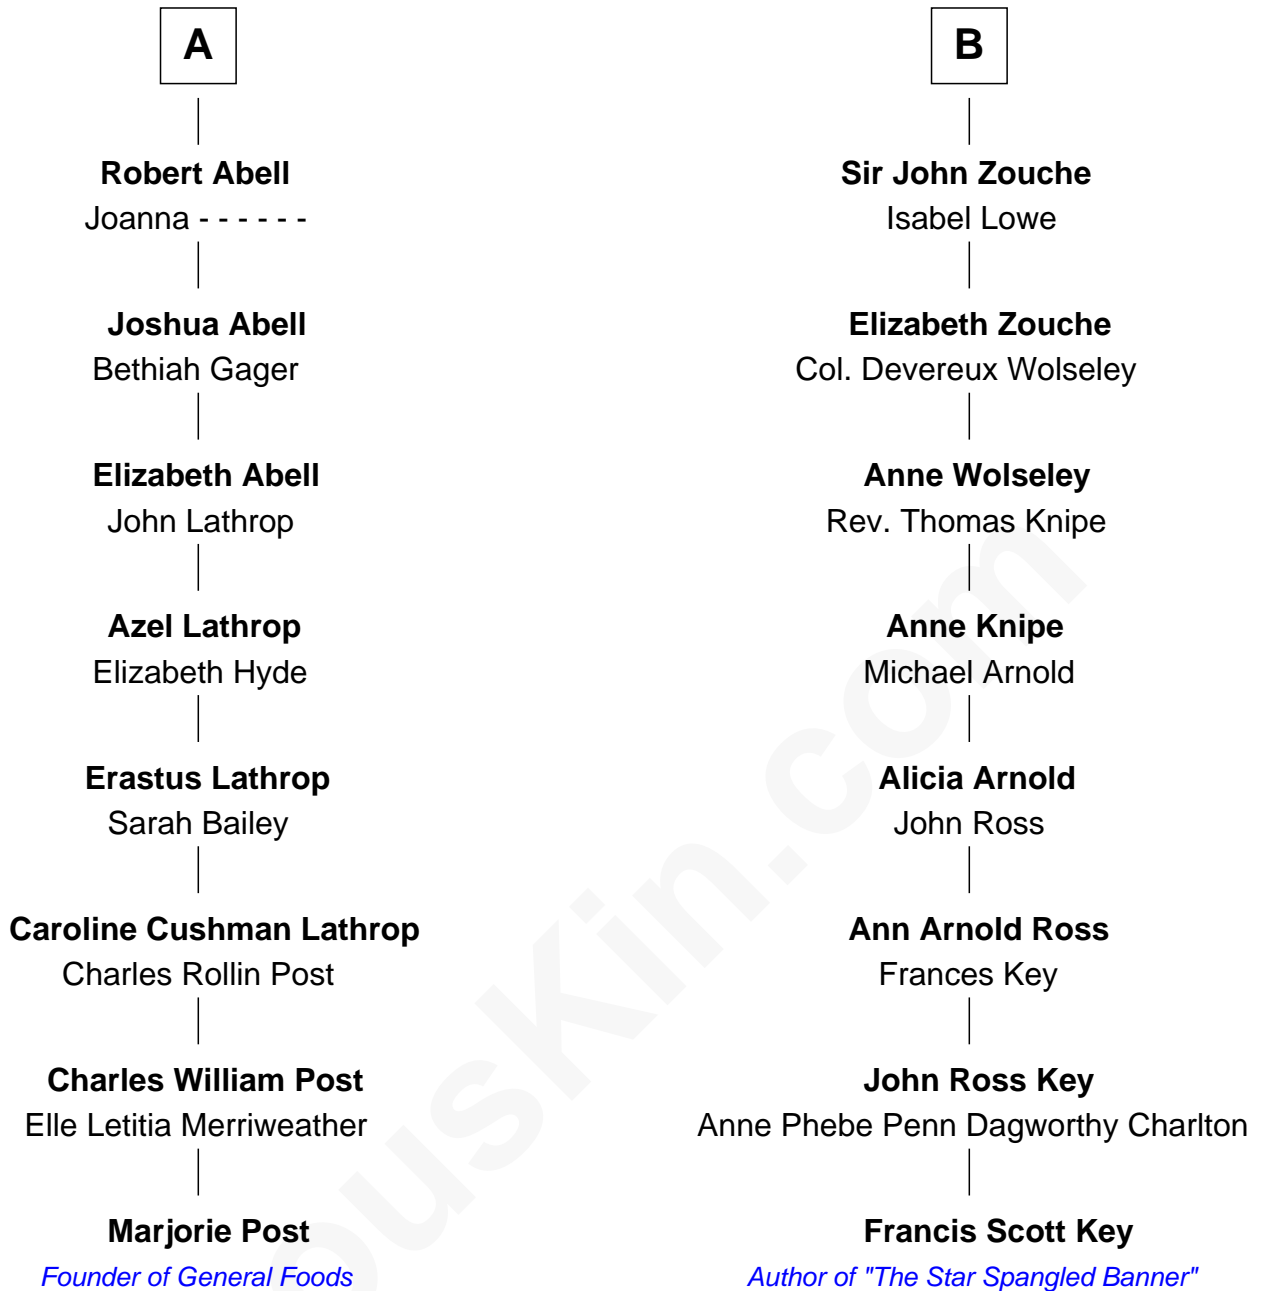 A
Robert Abell
Joanna - - - - - -
Joshua Abell
Bethiah Gager
Elizabeth Abell
John Lathrop
Azel Lathrop
Elizabeth Hyde
Erastus Lathrop
Sarah Bailey
Caroline Cushman Lathrop
Charles Rollin Post
Charles William Post
Elle Letitia Merriweather
Marjorie Post
Founder of General Foods
B
Sir John Zouche
Isabel Lowe
Elizabeth Zouche
Col. Devereux Wolseley
Anne Wolseley
Rev. Thomas Knipe
Anne Knipe
Michael Arnold
Alicia Arnold
John Ross
Ann Arnold Ross
Frances Key
John Ross Key
Anne Phebe Penn Dagworthy Charlton
Francis Scott Key
Author of "The Star Spangled Banner"
ousKin.com